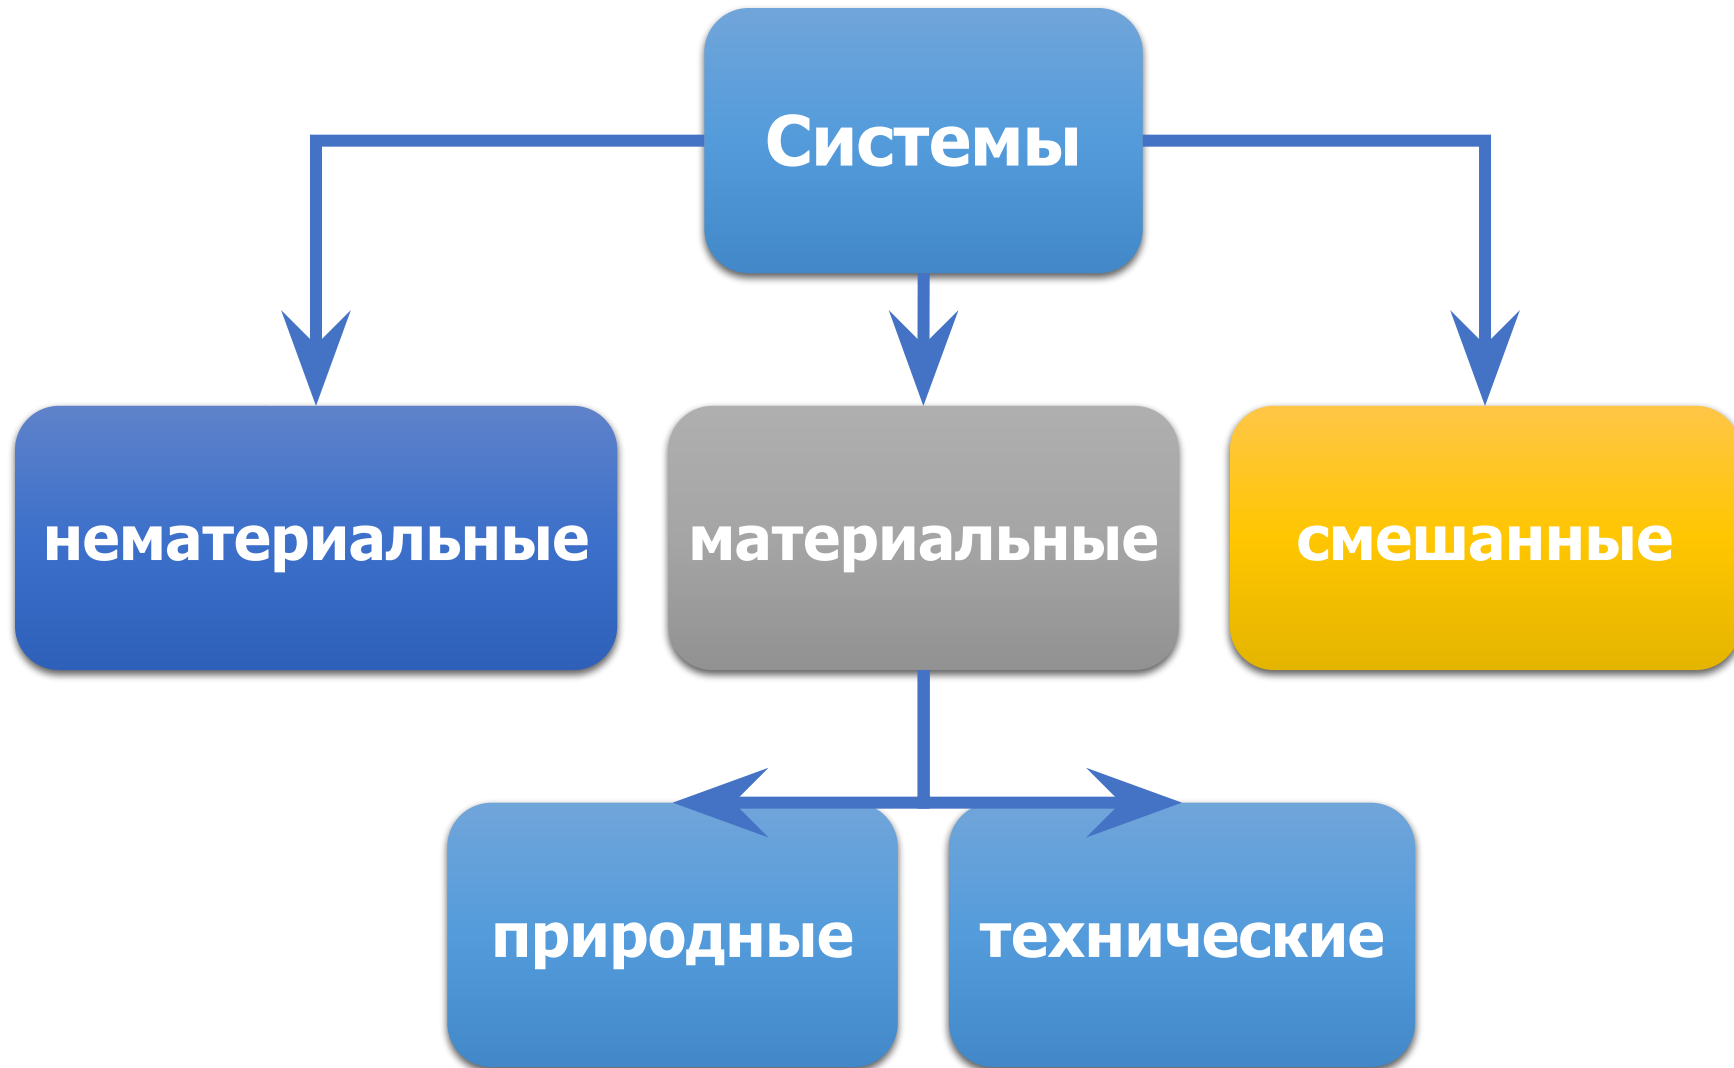 Системы
нематериальные
материальные
смешанные
природные
технические